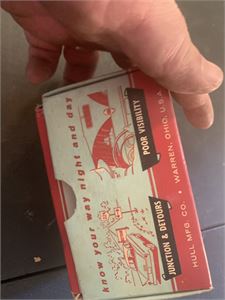 know your way night and day
POOR VISIBILITY
JUNCTION & DETOURS
HULL MFG. CO. • WARREN, OHIO, U.S.A.